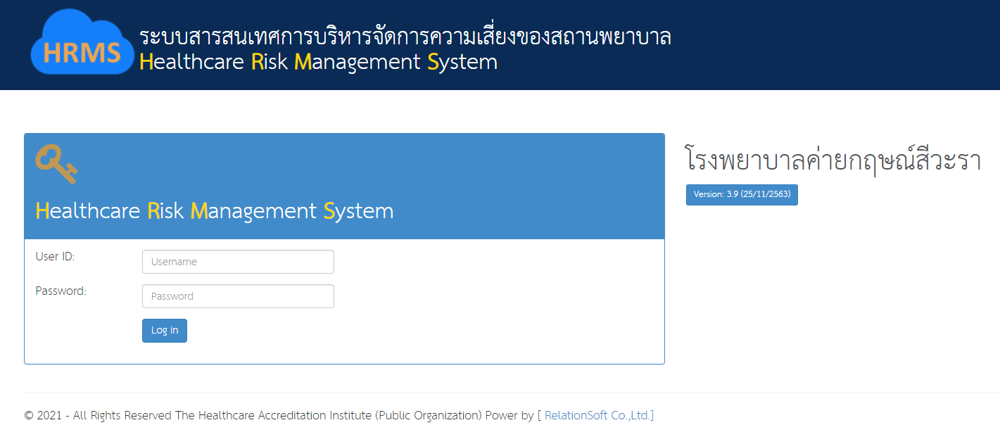 HRMS
ระบบสารสนเทศการบริหารจัดการความเสี่ยงของสถานพยาบาล
Healthcare Risk Management System
Healthcare Risk Management System
User ID:
Username
Password:
Password
Log in
โรงพยาบาลค่ายกฤษณ์สีวะรา
Version: 3.9 (25/11/2563)
© 2021 - All Rights Reserved The Healthcare Accreditation Institute (Public Organization) Power by [ RelationSoft Co.,Ltd.]